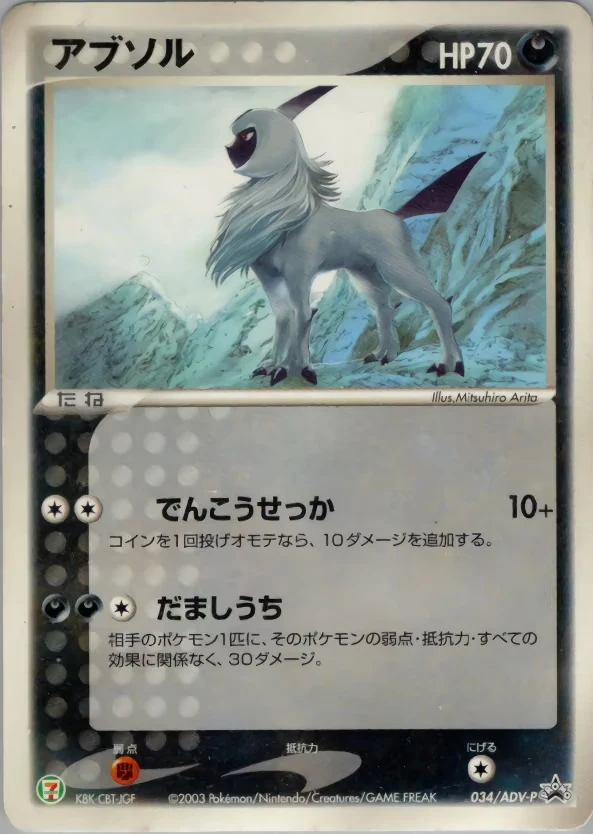 アブソル
HP70
たね
Illus.Mitsuhiro Arita
でんこうせっか 10+
コインを1回投げオモテなら、10ダメージを追加する。
だましうち
相手のポケモン1匹に、そのポケモンの弱点・抵抗力・すべての
効果に関係なく、30ダメージ。
弱点 抵抗力 にげる
7
K8K-CBT-JGF ©2003 Pokémon/Nintendo/Creatures/GAME FREAK 034/ADV-P